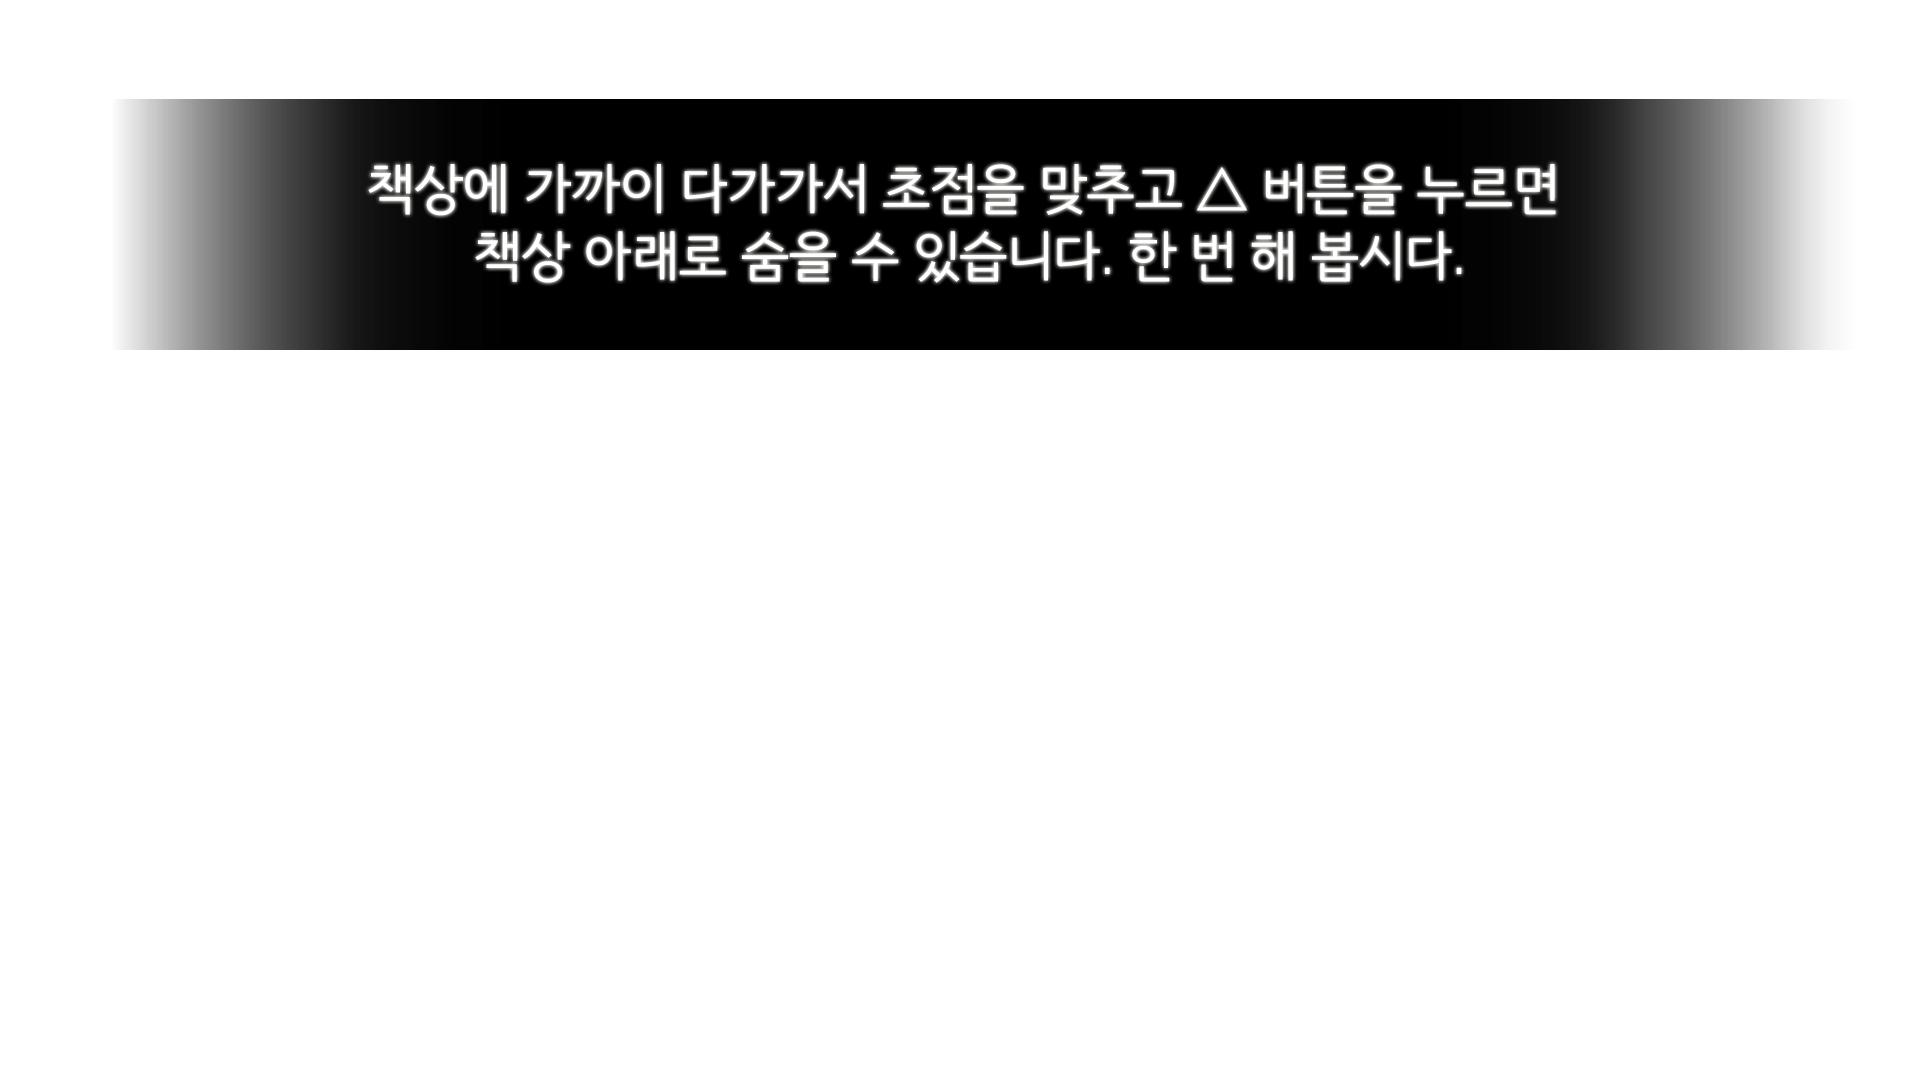 책상에 가까이 다가가서 초점을 맞추고 △ 버튼을 누르면
책상 아래로 숨을 수 있습니다. 한 번 해 봅시다.